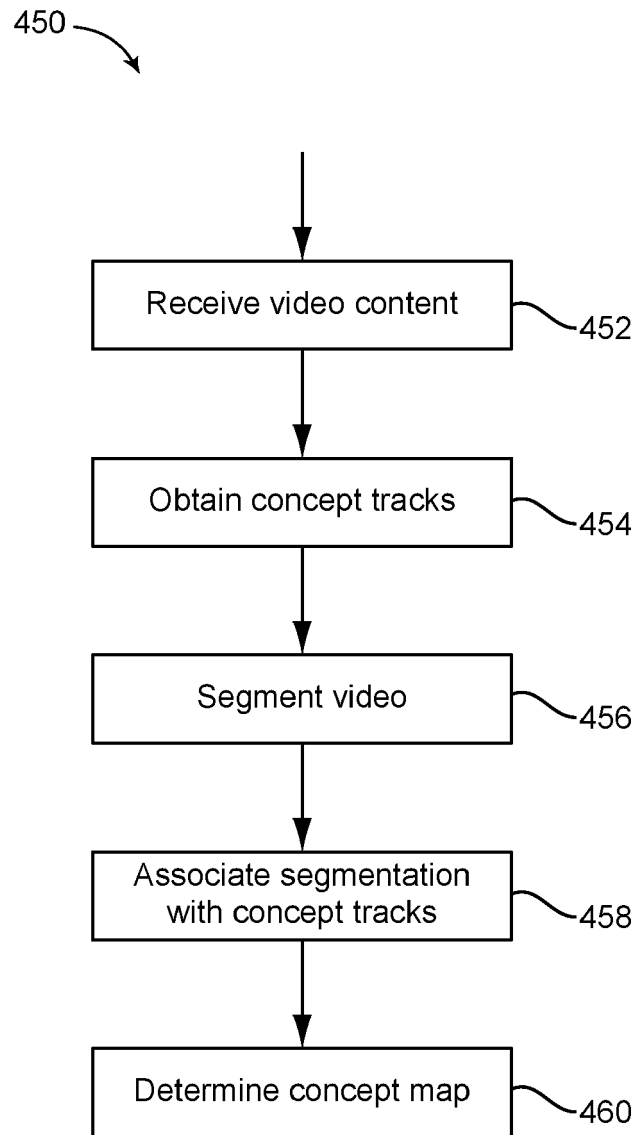 450
Receive video content
452
Obtain concept tracks
454
Segment video
456
Associate segmentation
with concept tracks
458
Determine concept map
460